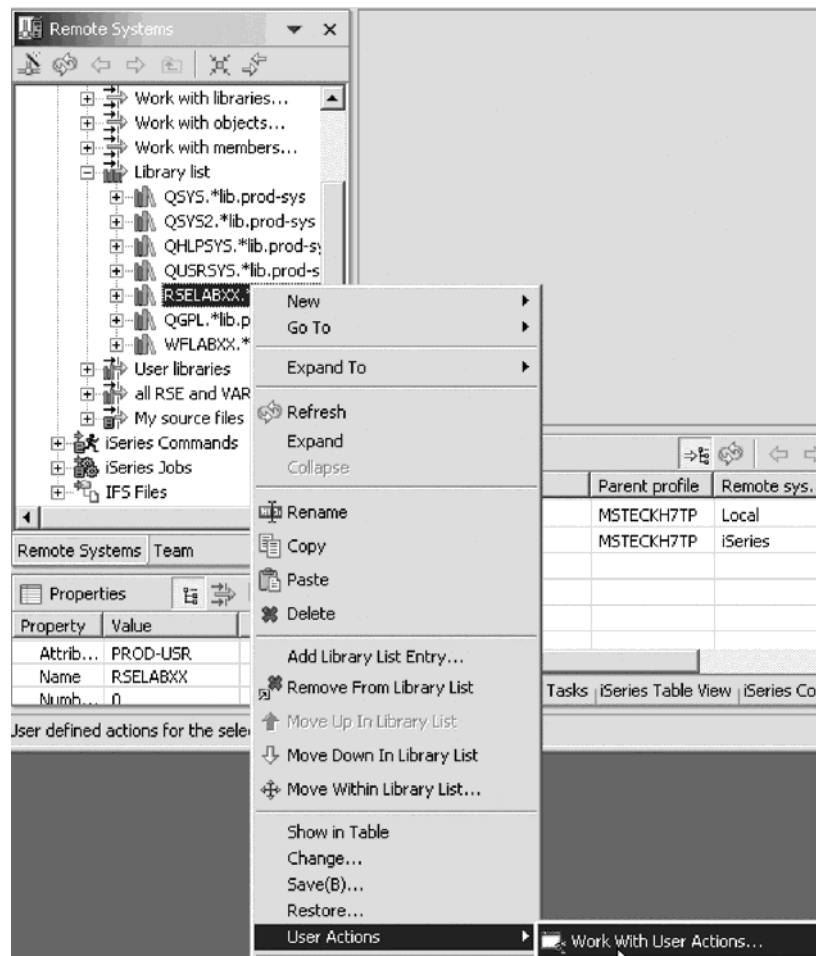 Remote Systems
Work with libraries...
Work with objects...
Work with members...
Library list
QSYS.*lib.prod-sys
QSYS2.*lib.prod-sys
QHLPSYS.*lib.prod-sy
QUSRSYS.*lib.prod-s
RSELABXX.*
QGPL.*lib.p
WFLABXX.*
User libraries
all RSE and VAR
My source files
iSeries Commands
iSeries Jobs
IFS Files
Remote Systems Team
Properties
Property Value
Attrib... PROD-USR
Name RSELABXX
Numb... 0
User defined actions for the sele
New
Go To
Expand To
Refresh
Expand
Collapse
Rename
Copy
Paste
Delete
Add Library List Entry...
Remove From Library List
Move Up In Library List
Move Down In Library List
Move Within Library List...
Show in Table
Change...
Save(B)...
Restore...
User Actions
Work With User Actions...
Parent profile Remote sys...
MSTECKH7TP Local
MSTECKH7TP iSeries
Tasks iSeries Table View iSeries Co